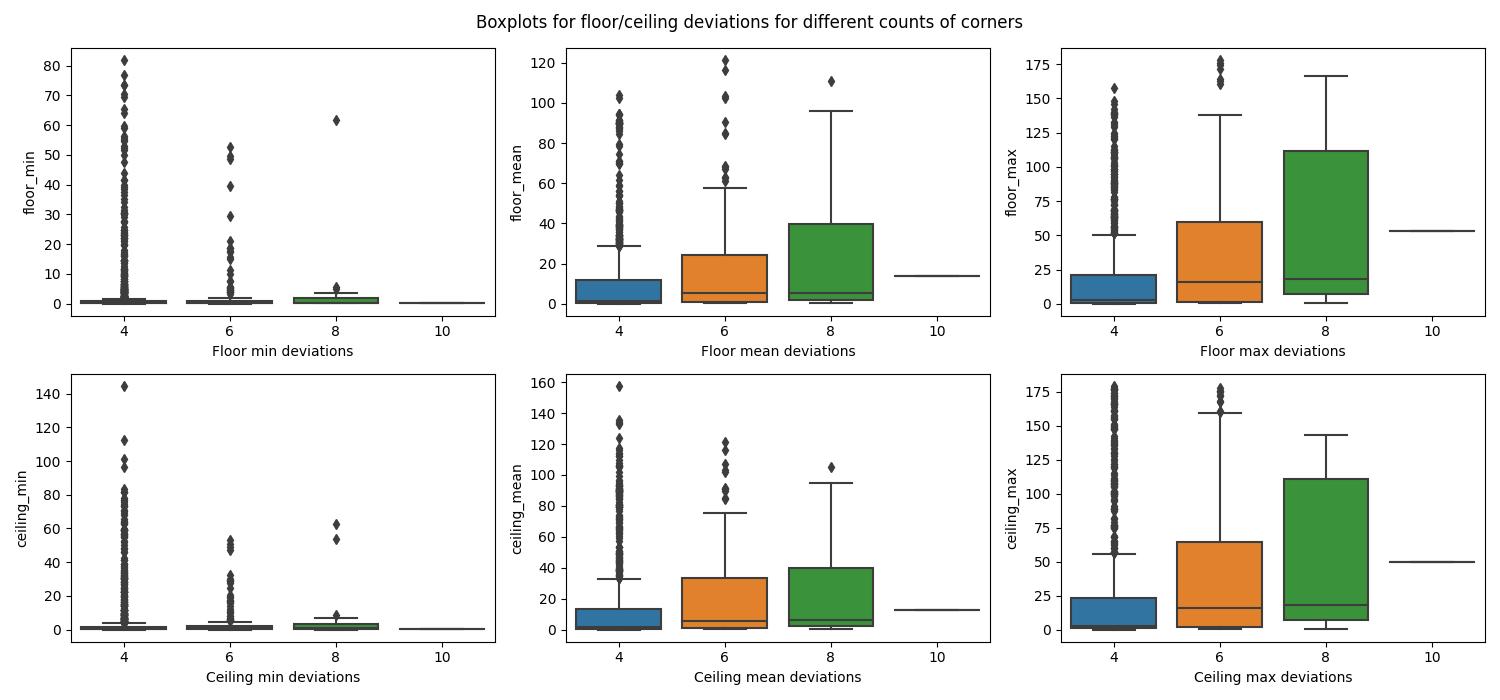 Boxplots for floor/ceiling deviations for different counts of corners
floor_min
80
70
60
50
40
30
20
10
0
4 6 8 10
Floor min deviations
floor_mean
120
100
80
60
40
20
0
4 6 8 10
Floor mean deviations
floor_max
175
150
125
100
75
50
25
0
4 6 8 10
Floor max deviations
ceiling_min
140
120
100
80
60
40
20
0
4 6 8 10
Ceiling min deviations
ceiling_mean
160
140
120
100
80
60
40
20
0
4 6 8 10
Ceiling mean deviations
ceiling_max
175
150
125
100
75
50
25
0
4 6 8 10
Ceiling max deviations